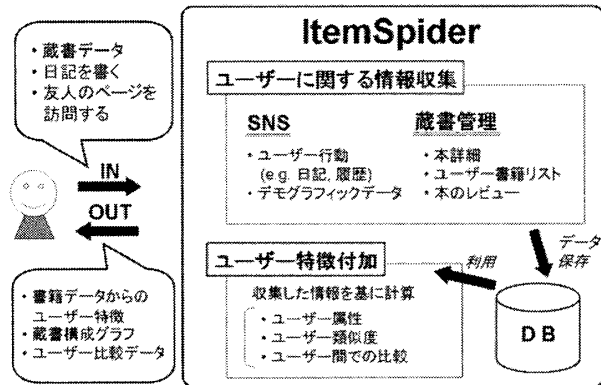 ・蔵書データ
・日記を書く
・友人のページを
訪問する
IN
OUT
・書籍データからの
ユーザー特徴
・蔵書構成グラフ
・ユーザー比較データ
ItemSpider
ユーザーに関する情報収集
SNS
・ユーザー行動
(e.g. 日記, 履歴)
・デモグラフィックデータ
蔵書管理
・本詳細
・ユーザー書籍リスト
・本のレビュー
データ
保存
利用
DB
ユーザー特徴付加
収集した情報を基に計算
・ユーザー属性
・ユーザー類似度
・ユーザー間での比較